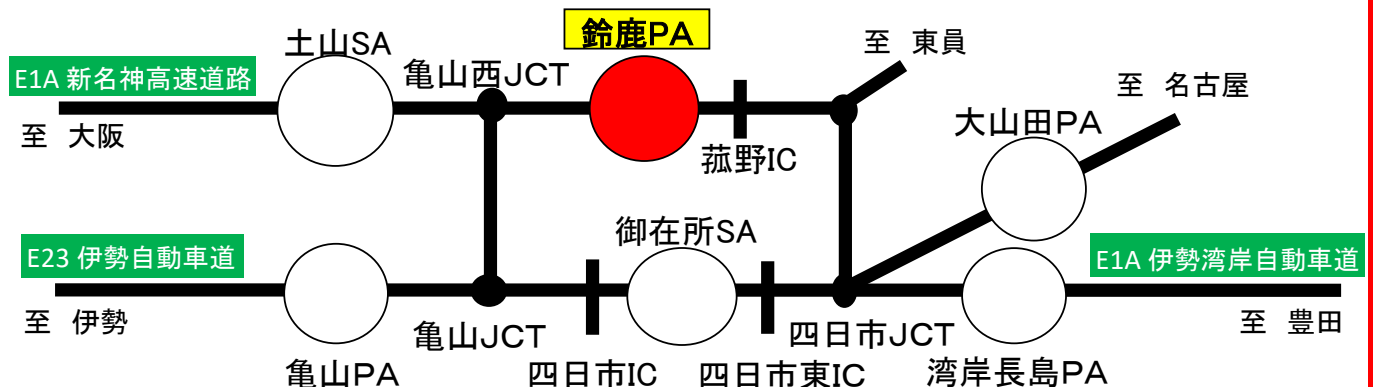 鈴鹿PA
土山SA
至 東員
E1A 新名神高速道路
亀山西JCT
至 名古屋
大山田PA
至 大阪
菰野IC
御在所SA
E23 伊勢自動車道
E1A 伊勢湾岸自動車道
至 伊勢
亀山JCT
四日市JCT
至 豊田
亀山PA
四日市IC
四日市東IC
湾岸長島PA